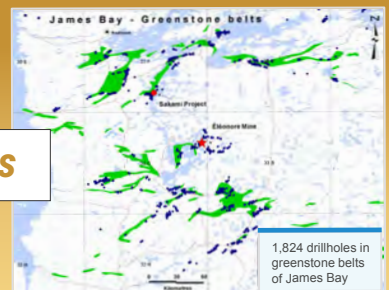 James Bay - Greenstone belts
Sakami Project
Éléonore Mine
s
1,824 drillholes in
greenstone belts
of James Bay
Kilometres